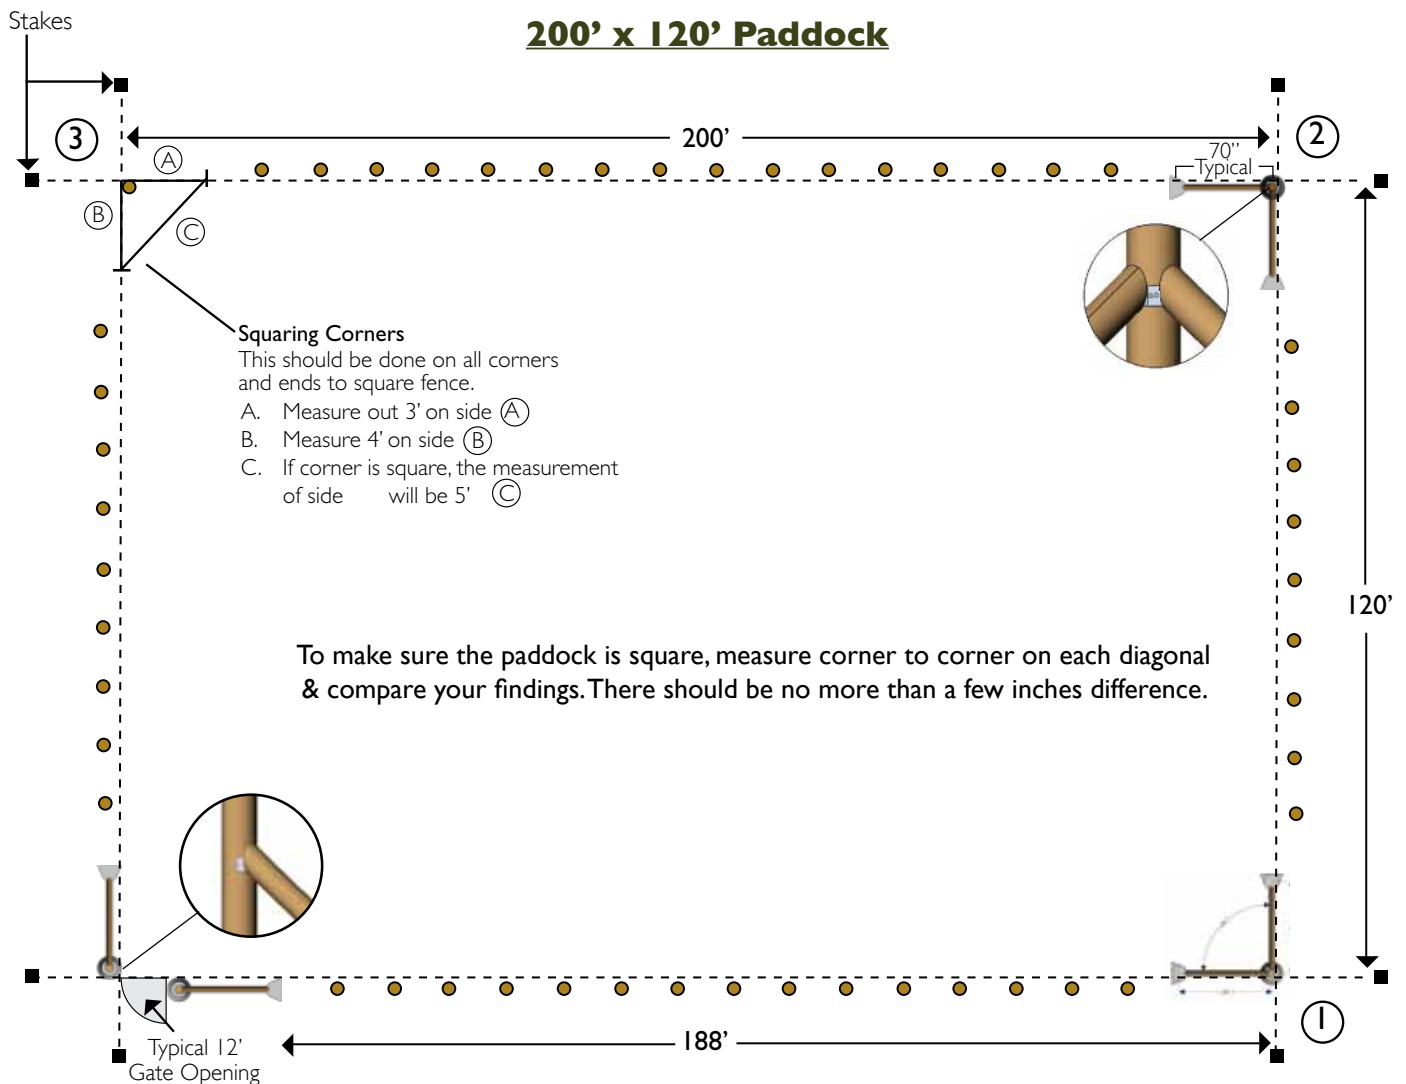 Stakes
200’ x 120’ Paddock
3
200’
2
A
70”
Typical
B
C
Squaring Corners
This should be done on all corners
and ends to square fence.
A. Measure out 3’ on side A
B. Measure 4’ on side B
C. If corner is square, the measurement
of side will be 5’ C
120’
To make sure the paddock is square, measure corner to corner on each diagonal
& compare your findings. There should be no more than a few inches difference.
1
188’
Typical 12’
Gate Opening